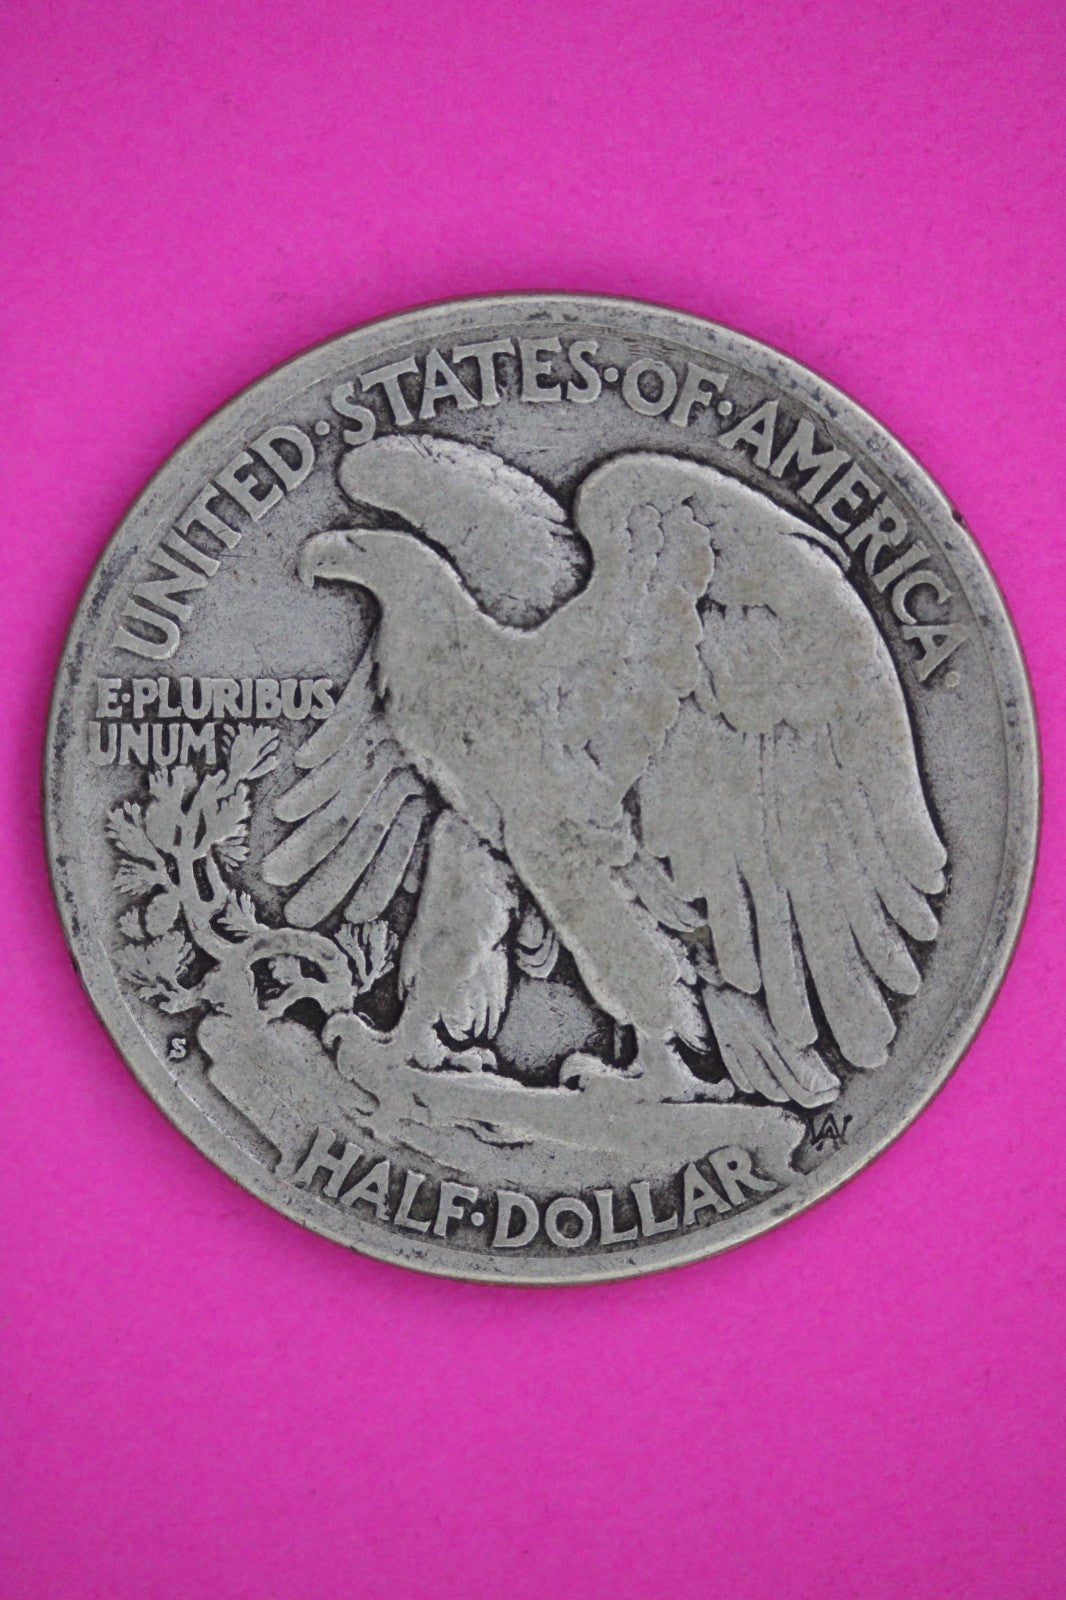 UNITED·STATES·OF·AMERICA·
E·PLURIBUS
UNUM
S
AW
HALF·DOLLAR